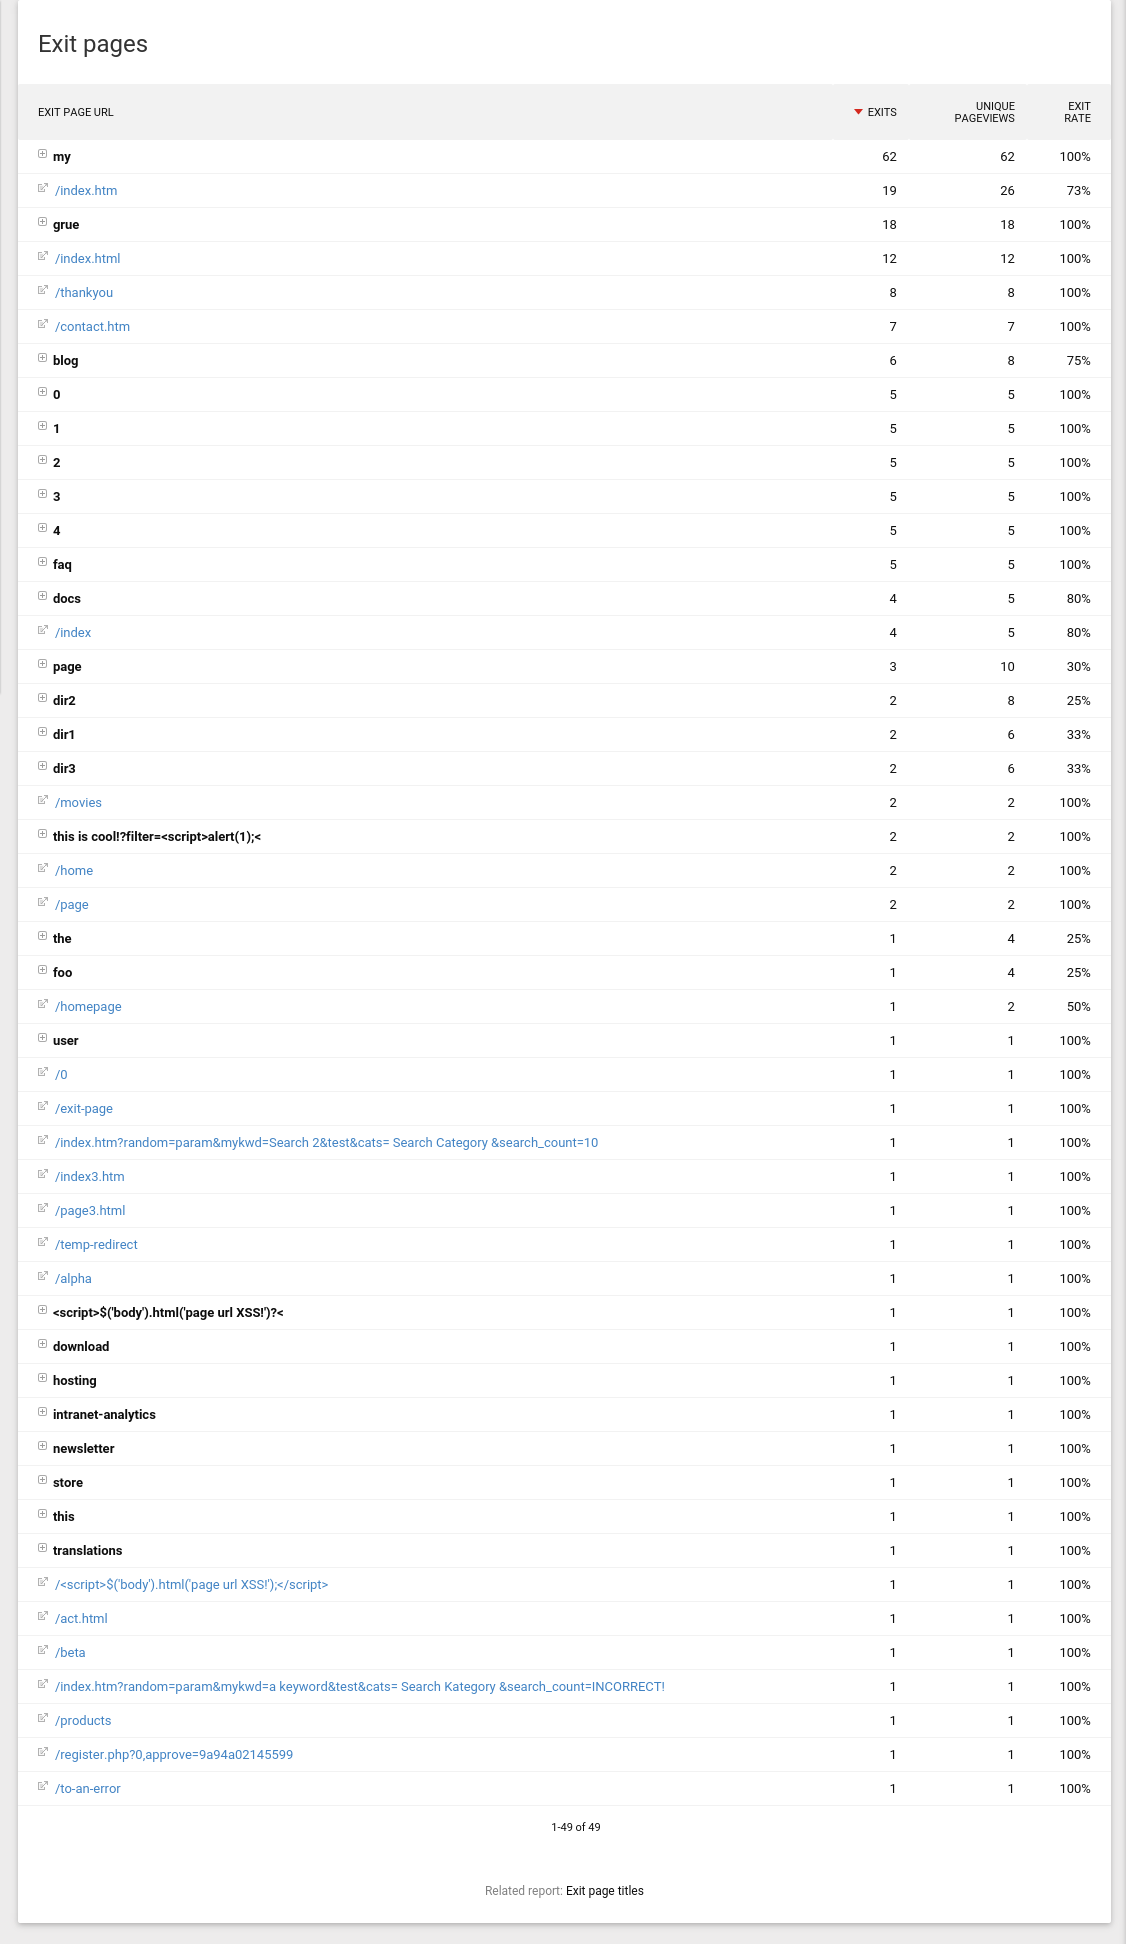 Exit pages
EXIT PAGE URL EXITS UNIQUE PAGEVIEWS EXIT RATE
my 62 62 100%
/index.htm 19 26 73%
grue 18 18 100%
/index.html 12 12 100%
/thankyou 8 8 100%
/contact.htm 7 7 100%
blog 6 8 75%
0 5 5 100%
1 5 5 100%
2 5 5 100%
3 5 5 100%
4 5 5 100%
faq 5 5 100%
docs 4 5 80%
/index 4 5 80%
page 3 10 30%
dir2 2 8 25%
dir1 2 6 33%
dir3 2 6 33%
/movies 2 2 100%
this is cool!?filter=<script>alert(1);< 2 2 100%
/home 2 2 100%
/page 2 2 100%
the 1 4 25%
foo 1 4 25%
/homepage 1 2 50%
user 1 1 100%
/0 1 1 100%
/exit-page 1 1 100%
/index.htm?random=param&mykwd=Search 2&test&cats= Search Category &search_count=10 1 1 100%
/index3.htm 1 1 100%
/page3.html 1 1 100%
/temp-redirect 1 1 100%
/alpha 1 1 100%
<script>$('body').html('page url XSS!')?< 1 1 100%
download 1 1 100%
hosting 1 1 100%
intranet-analytics 1 1 100%
newsletter 1 1 100%
store 1 1 100%
this 1 1 100%
translations 1 1 100%
/<script>$('body').html('page url XSS!');</script> 1 1 100%
/act.html 1 1 100%
/beta 1 1 100%
/index.htm?random=param&mykwd=a keyword&test&cats= Search Kategory &search_count=INCORRECT! 1 1 100%
/products 1 1 100%
/register.php?0,approve=9a94a02145599 1 1 100%
/to-an-error 1 1 100%
1-49 of 49
Related report: Exit page titles